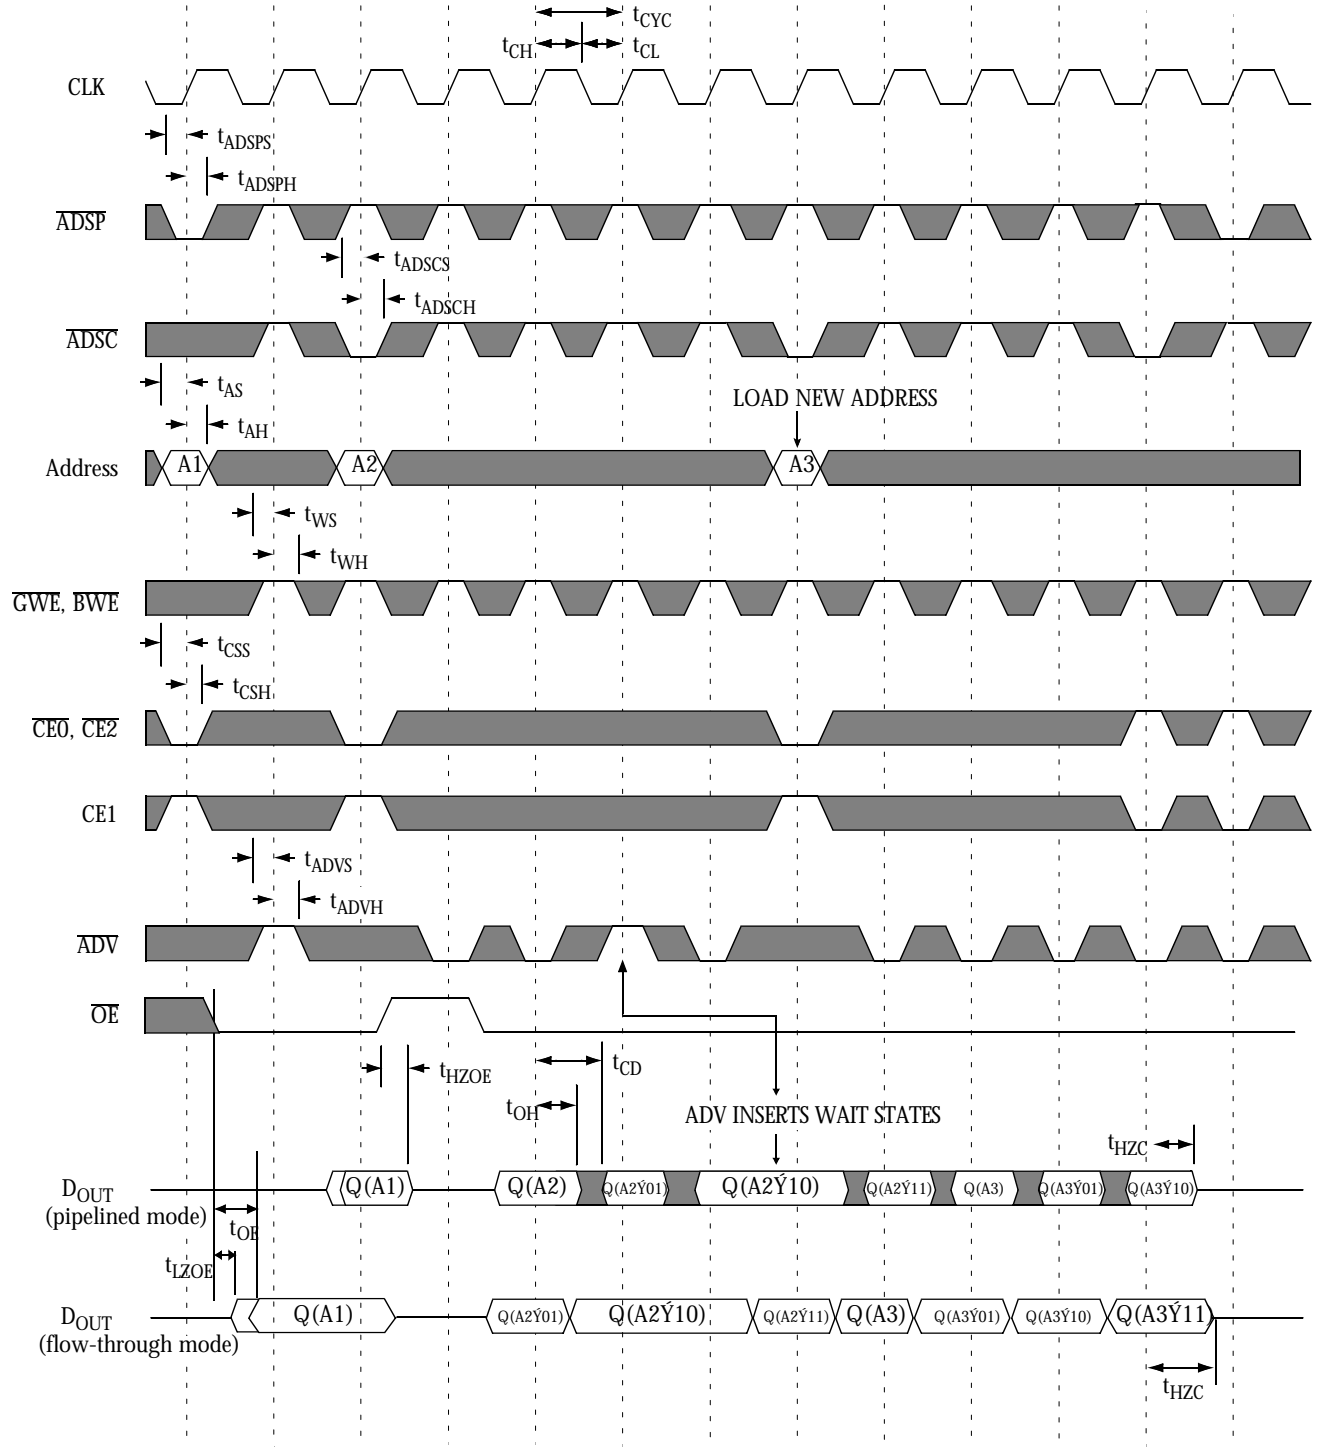 tCYC
tCH tCL
CLK
tADSPS
tADSPH
ADSP
tADSCS
tADSCH
ADSC
tAS
LOAD NEW ADDRESS
tAH
Address A1 A2 A3
tWS
tWH
GWE, BWE
tCSS
tCSH
CE0, CE2
CE1
tADVS
tADVH
ADV
OE
tHZOE tCD
tOH
ADV INSERTS WAIT STATES
tHZC
DOUT Q(A1) Q(A2) Q(A2Ý01) Q(A2Ý10) Q(A2Ý11) Q(A3) Q(A3Ý01) Q(A3Ý10)
(pipelined mode)
tOE
tLZOE
DOUT Q(A1) Q(A2Ý01) Q(A2Ý10) Q(A2Ý11) Q(A3) Q(A3Ý01) Q(A3Ý10) Q(A3Ý11)
(flow-through mode)
tHZC